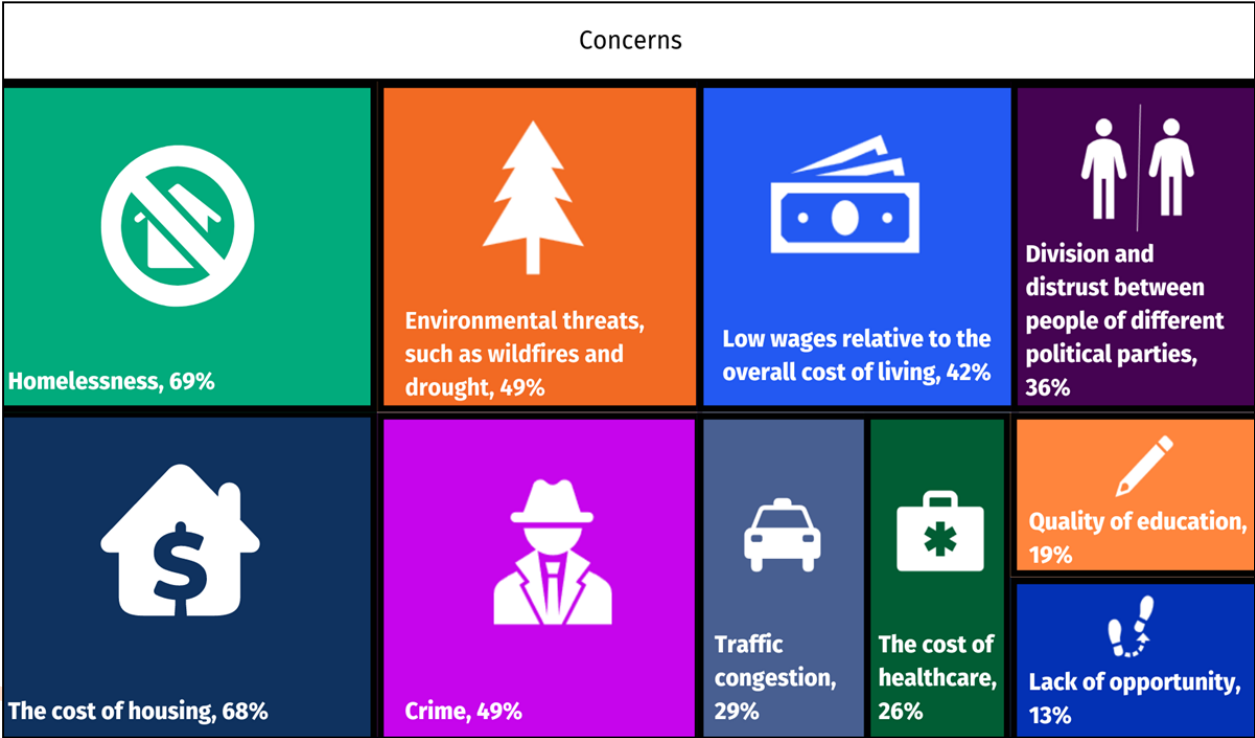 Concerns
Homelessness, 69%
Environmental threats,
such as wildfires and
drought, 49%
Low wages relative to the
overall cost of living, 42%
Division and
distrust between
people of different
political parties,
36%
The cost of housing, 68%
$
Crime, 49%
Traffic
congestion,
29%
The cost of
healthcare,
26%
Quality of education,
19%
Lack of opportunity,
13%